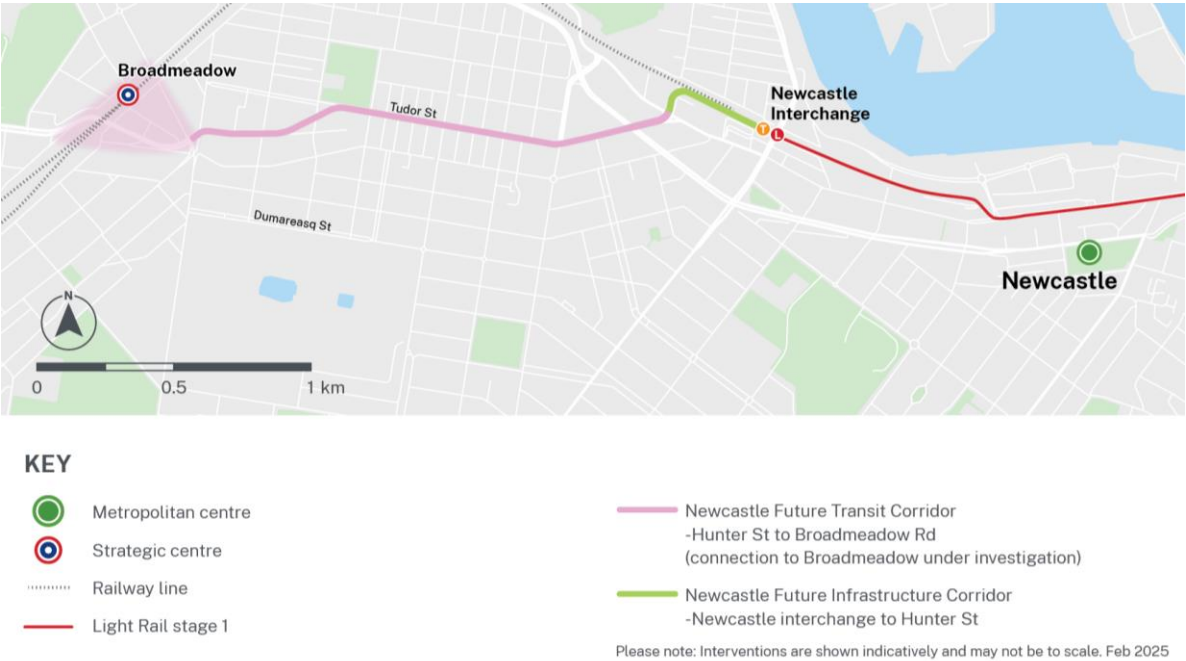 Broadmeadow
Tudor St
Newcastle
Interchange
T
L
Dumareasq St
Newcastle
N
0 0.5 1 km
KEY
Metropolitan centre
Strategic centre
Railway line
Light Rail stage 1
Newcastle Future Transit Corridor
-Hunter St to Broadmeadow Rd
(connection to Broadmeadow under investigation)
Newcastle Future Infrastructure Corridor
-Newcastle interchange to Hunter St
Please note: Interventions are shown indicatively and may not be to scale. Feb 2025